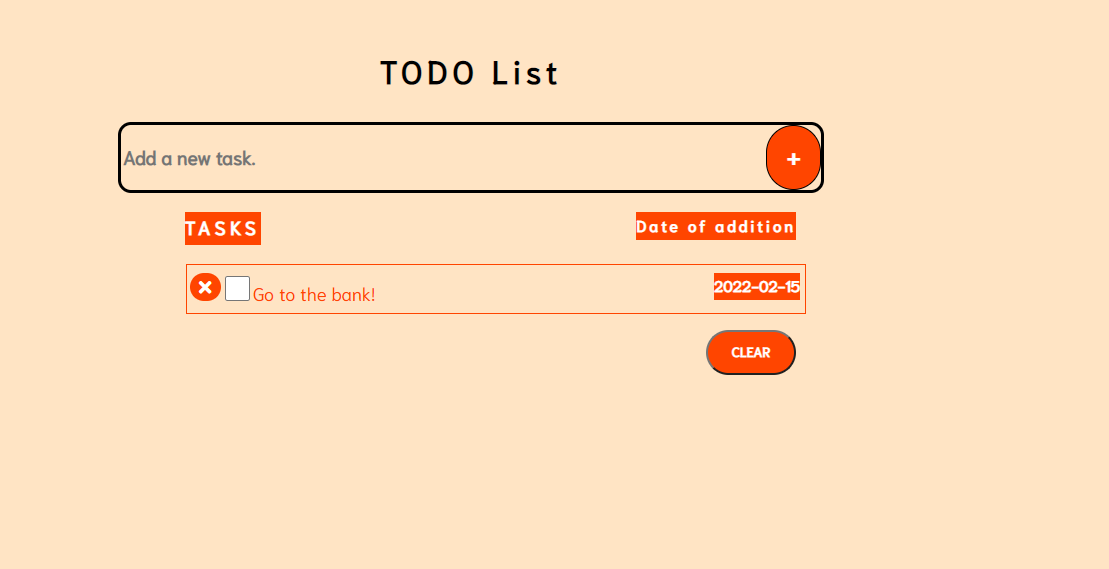 TODO List
Add a new task.
+
TASKS
Date of addition
Go to the bank!
2022-02-15
CLEAR